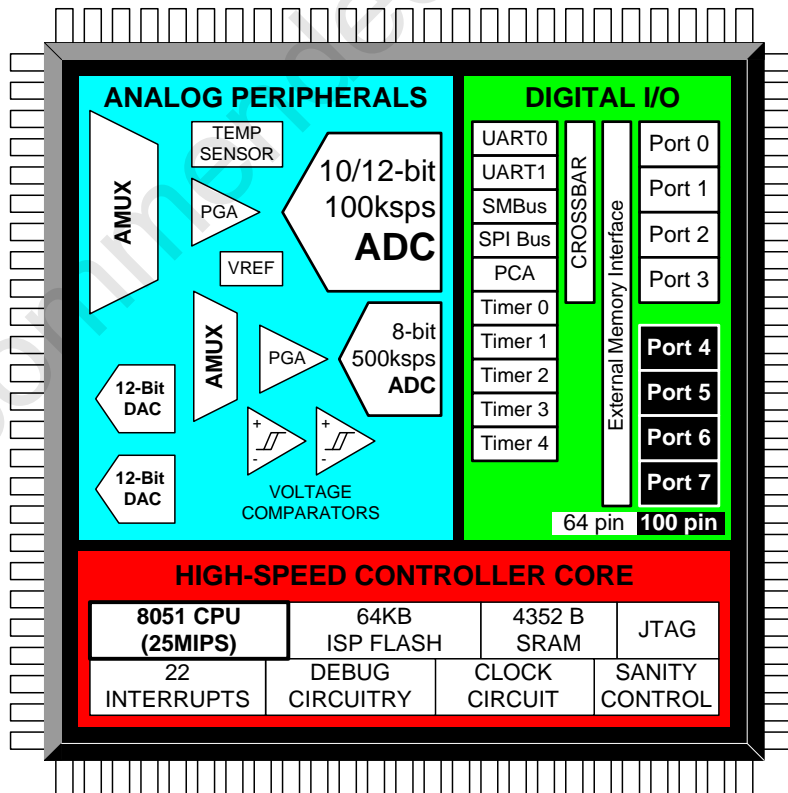 ANALOG PERIPHERALS
AMUX
TEMP
SENSOR
PGA
VREF
10/12-bit
100ksps
ADC
AMUX
PGA
8-bit
500ksps
ADC
12-Bit
DAC
12-Bit
DAC
+
-
+
-
VOLTAGE
COMPARATORS
DIGITAL I/O
UART0
UART1
SMBus
SPI Bus
PCA
Timer 0
Timer 1
Timer 2
Timer 3
Timer 4
CROSSBAR
External Memory Interface
Port 0
Port 1
Port 2
Port 3
Port 4
Port 5
Port 6
Port 7
64 pin 100 pin
HIGH-SPEED CONTROLLER CORE
8051 CPU
(25MIPS)
64KB
ISP FLASH
4352 B
SRAM
JTAG
22
INTERRUPTS
DEBUG
CIRCUITRY
CLOCK
CIRCUIT
SANITY
CONTROL